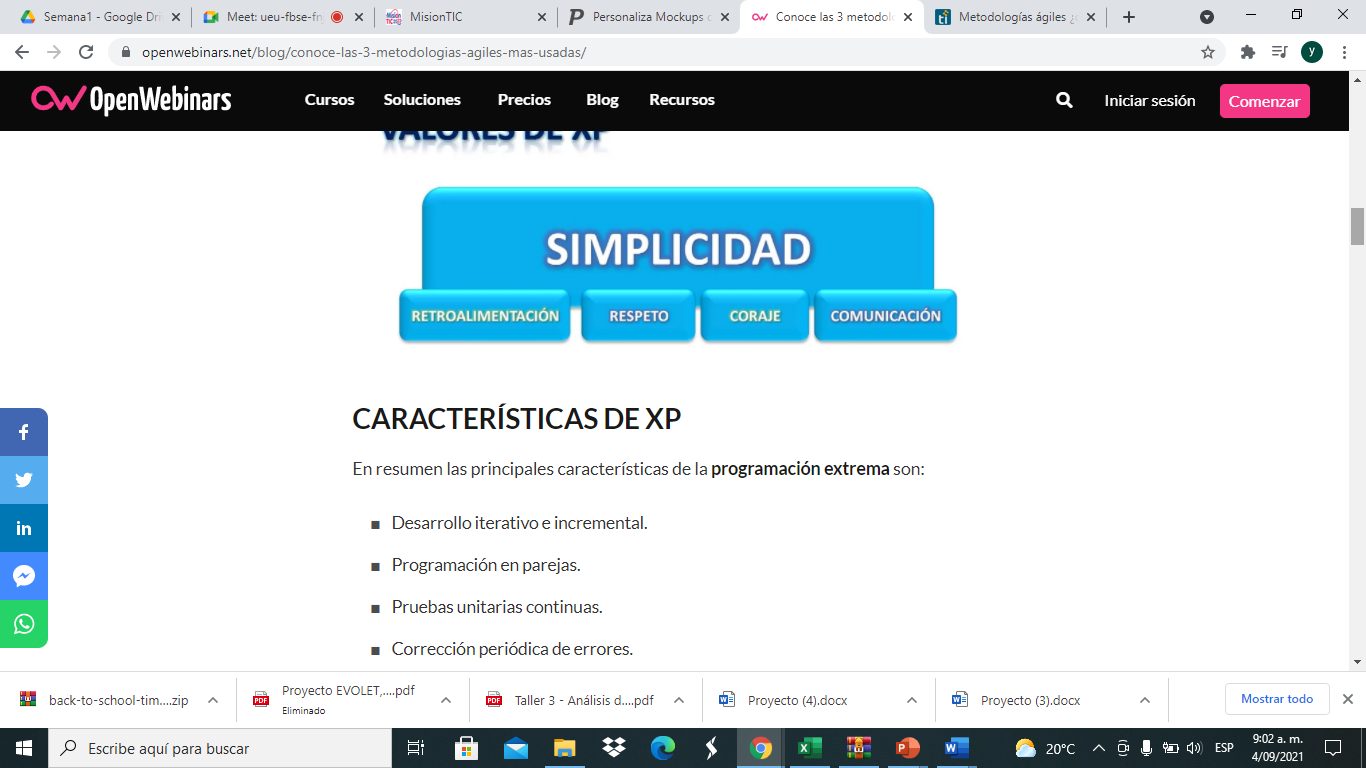 Semana1 - Google Dri
Meet: ueu-fbse-fn
MisionTIC
Personaliza Mockups
Conoce las 3 metodol
Metodologías ágiles ¿
openwebinars.net/blog/conoce-las-3-metodologias-agiles-mas-usadas/
y
OpenWebinars
Cursos
Soluciones
Precios
Blog
Recursos
Iniciar sesión
Comenzar
VALORES DE XP
SIMPLICIDAD
RETROALIMENTACIÓN
RESPETO
CORAJE
COMUNICACIÓN
CARACTERÍSTICAS DE XP
En resumen las principales características de la programación extrema son:
Desarrollo iterativo e incremental.
Programación en parejas.
Pruebas unitarias continuas.
Corrección periódica de errores.
back-to-school-tim....zip
Proyecto EVOLET,....pdf
Eliminado
Taller 3 - Análisis d....pdf
Proyecto (4).docx
Proyecto (3).docx
Mostrar todo
Escribe aquí para buscar
20°C
ESP
9:02 a. m.
4/09/2021